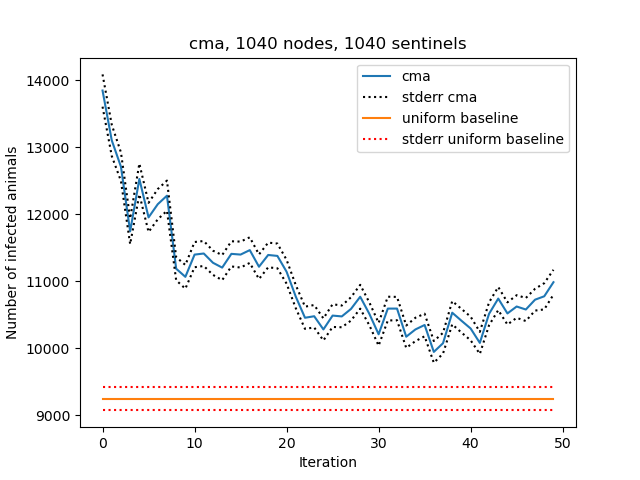 cma, 1040 nodes, 1040 sentinels
cma
stderr cma
uniform baseline
stderr uniform baseline
Number of infected animals
14000
13000
12000
11000
10000
9000
0 10 20 30 40 50
Iteration